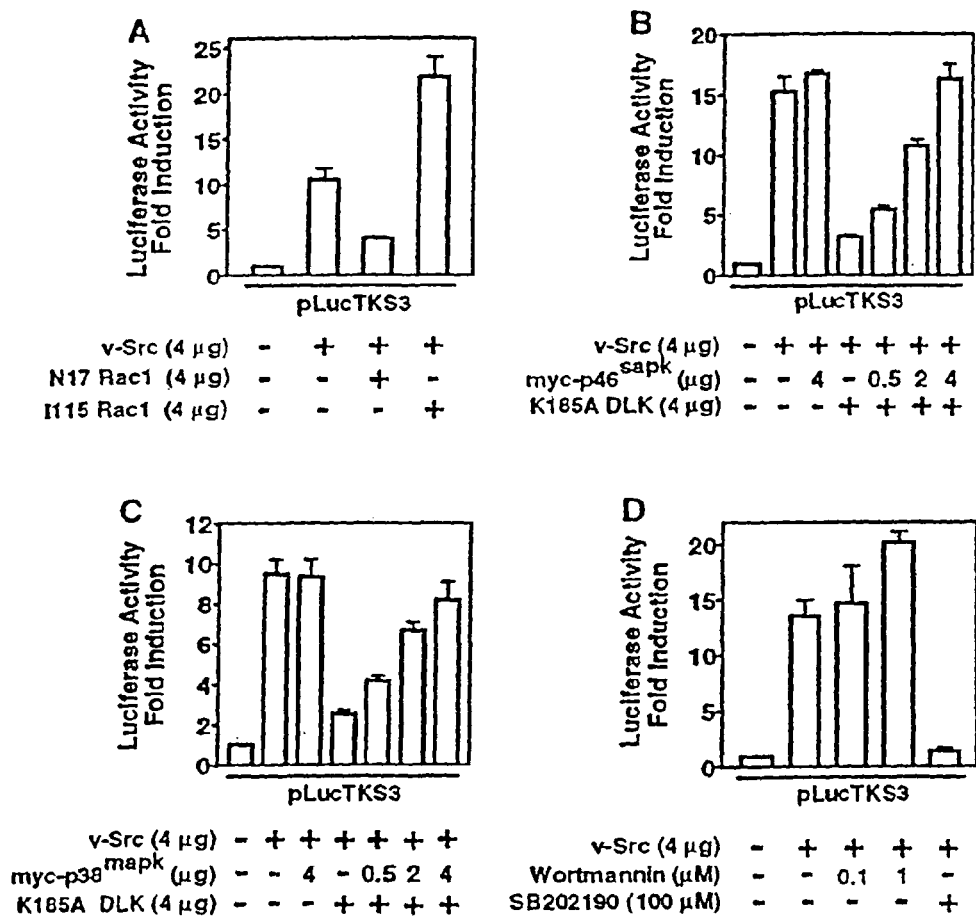 A
Luciferase Activity
Fold Induction
25
20
15
10
5
0
pLucTKS3
v-Src (4 µg) - + + +
N17 Rac1 (4 µg) - - + -
I115 Rac1 (4 µg) - - - +
B
Luciferase Activity
Fold Induction
20
15
10
5
0
pLucTKS3
v-Src (4 µg) - + + + + + +
myc-p46sapk (µg) - - 4 - 0.5 2 4
K185A DLK (4 µg) - - - + + + +
C
Luciferase Activity
Fold Induction
12
10
8
6
4
2
0
pLucTKS3
v-Src (4 µg) - + + + + + +
myc-p38mapk (µg) - - 4 - 0.5 2 4
K185A DLK (4 µg) - - - + + + +
D
Luciferase Activity
Fold Induction
20
15
10
5
0
pLucTKS3
v-Src (4 µg) - + + + +
Wortmannin (µM) - - 0.1 1 -
SB202190 (100 µM) - - - - +